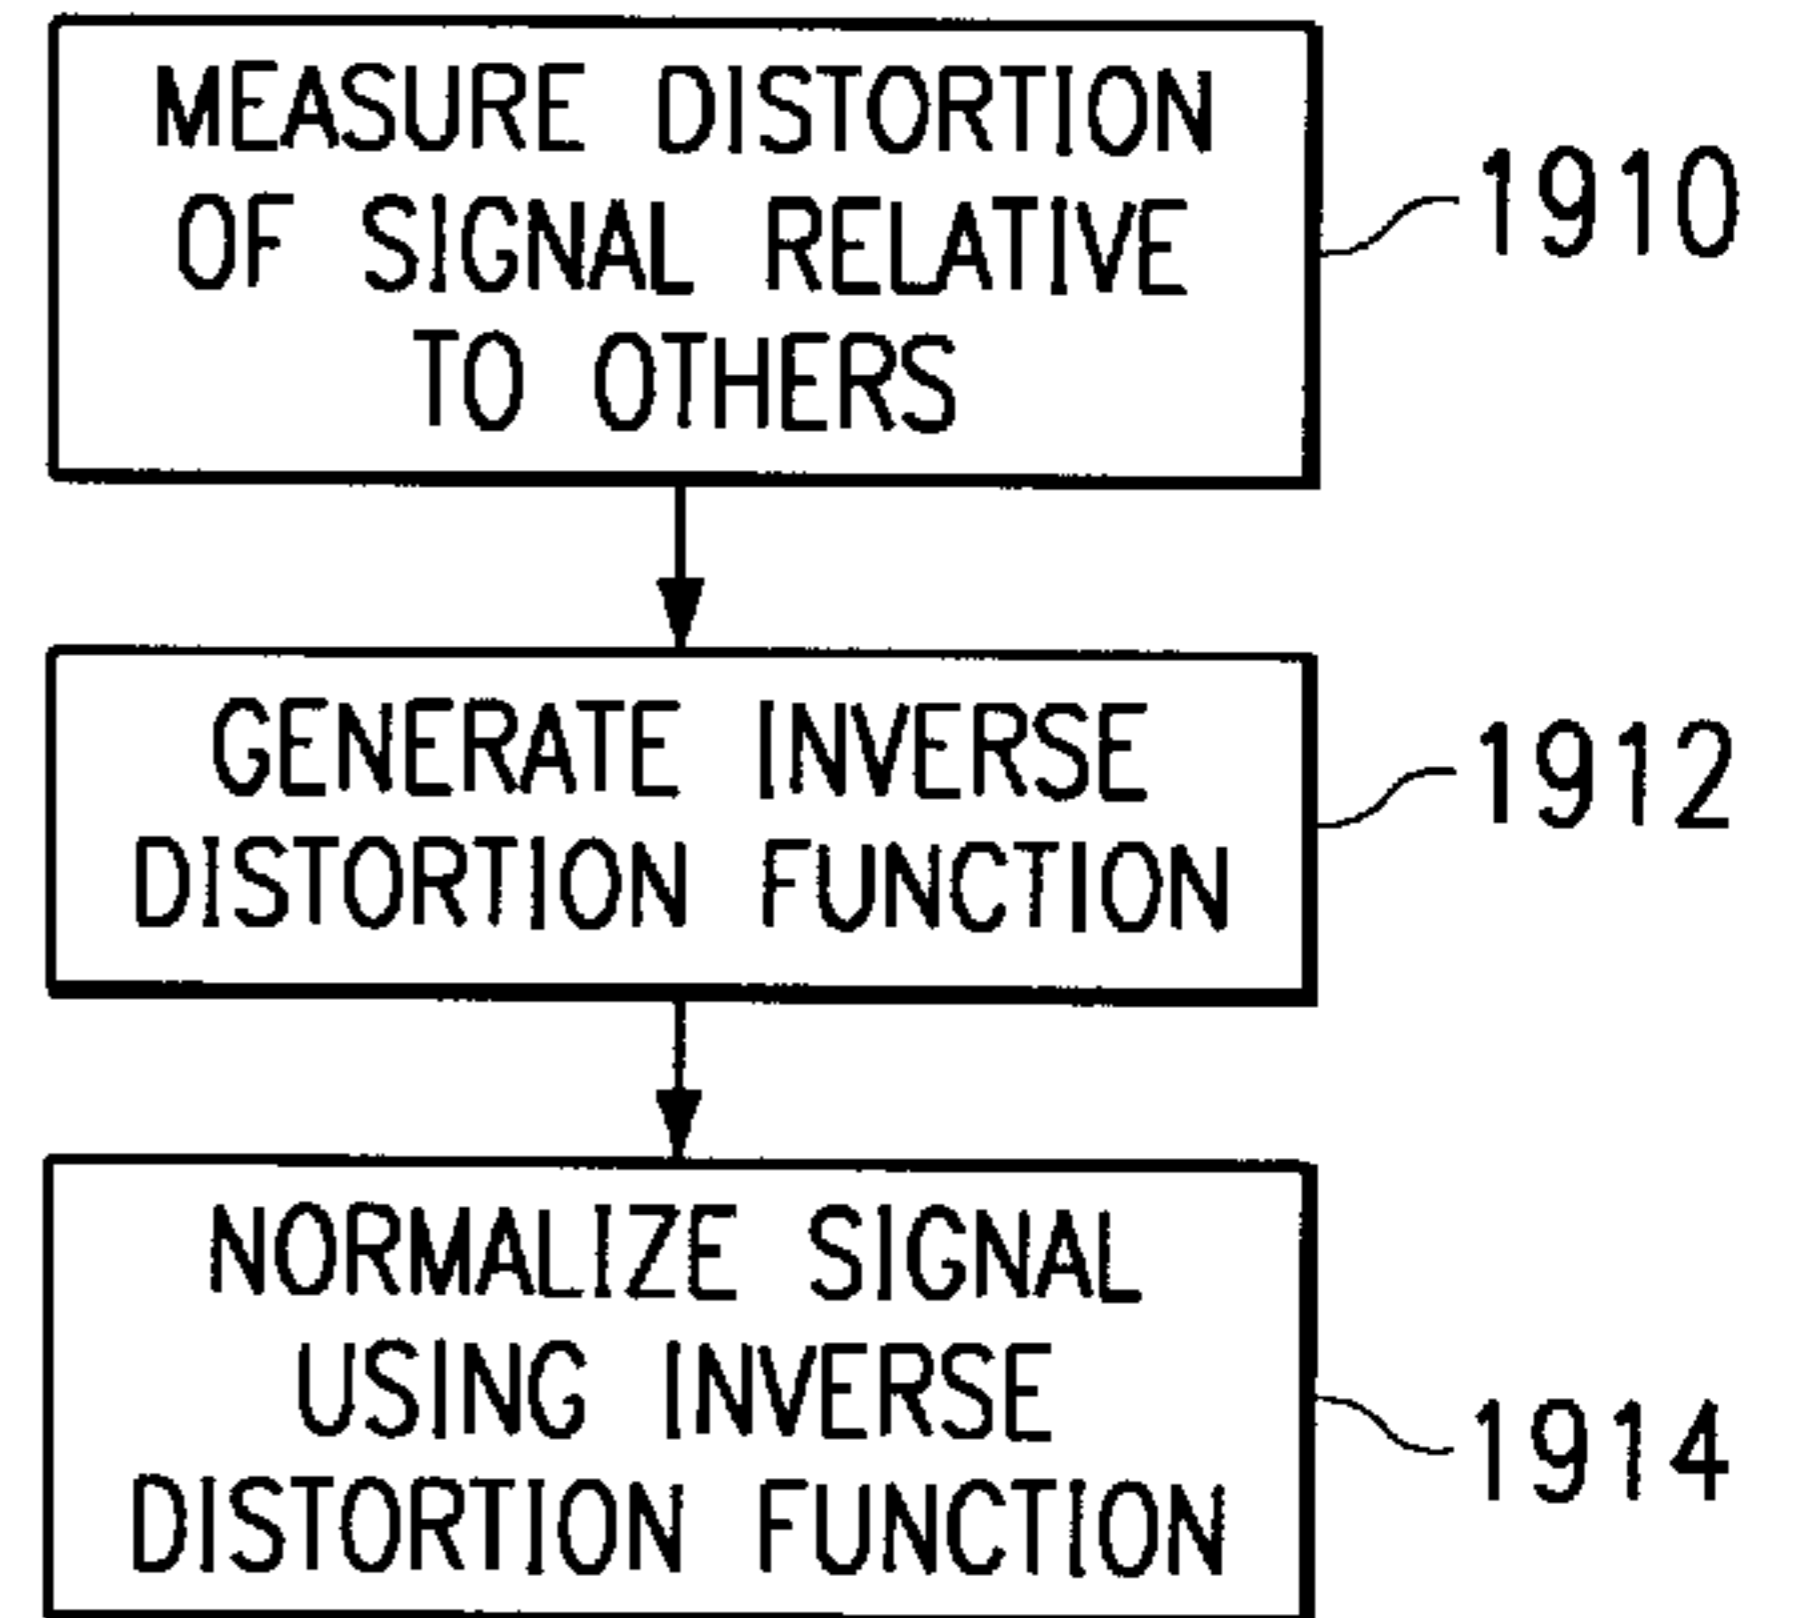 MEASURE DISTORTION
OF SIGNAL RELATIVE
TO OTHERS
1910
GENERATE INVERSE
DISTORTION FUNCTION
1912
NORMALIZE SIGNAL
USING INVERSE
DISTORTION FUNCTION
1914